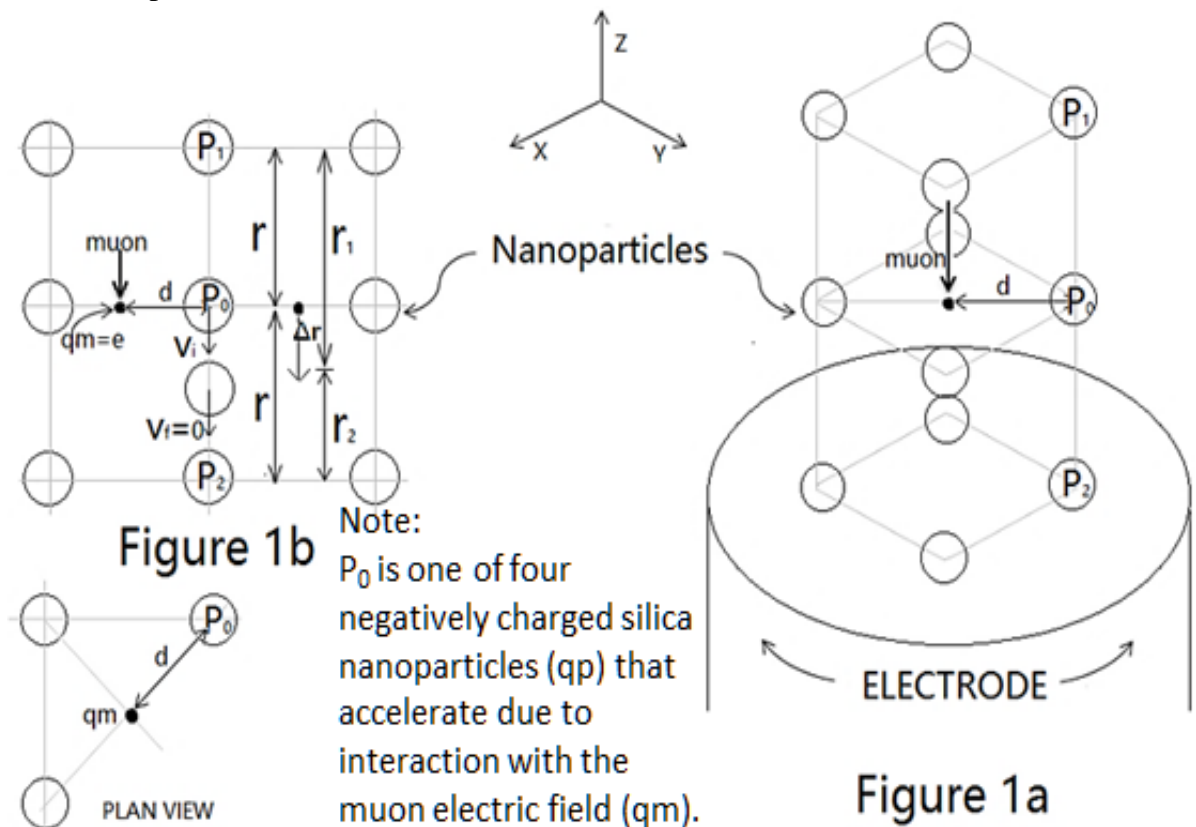 Z
X
Y
P₁
r
r₁
muon
d
P₀
qm=e
Vᵢ
Δr
V_f=0
r
r₂
P₂
Nanoparticles
P₁
muon
d
P₀
P₂
ELECTRODE
Figure 1a
Figure 1b
P₀
d
qm
PLAN VIEW
Note:
P₀ is one of four
negatively charged silica
nanoparticles (qp) that
accelerate due to
interaction with the
muon electric field (qm).